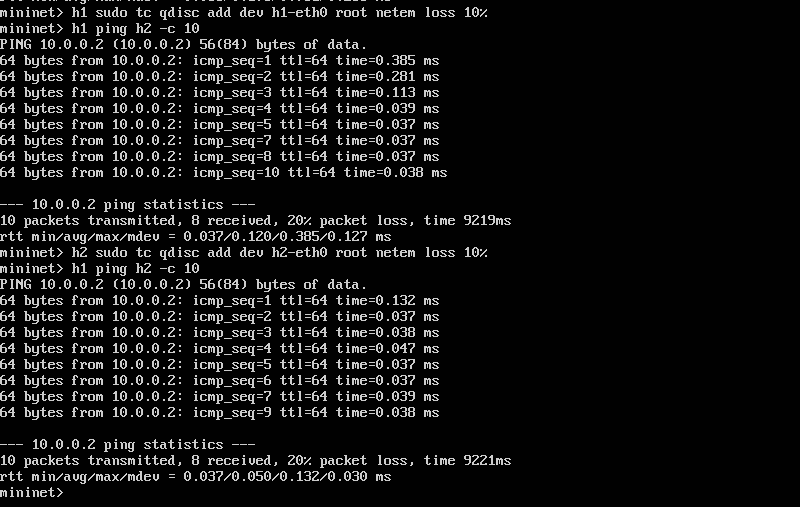 mininet> h1 sudo tc qdisc add dev h1-eth0 root netem loss 10%
mininet> h1 ping h2 -c 10
PING 10.0.0.2 (10.0.0.2) 56(84) bytes of data.
64 bytes from 10.0.0.2: icmp_seq=1 ttl=64 time=0.385 ms
64 bytes from 10.0.0.2: icmp_seq=2 ttl=64 time=0.281 ms
64 bytes from 10.0.0.2: icmp_seq=3 ttl=64 time=0.113 ms
64 bytes from 10.0.0.2: icmp_seq=4 ttl=64 time=0.039 ms
64 bytes from 10.0.0.2: icmp_seq=5 ttl=64 time=0.037 ms
64 bytes from 10.0.0.2: icmp_seq=7 ttl=64 time=0.037 ms
64 bytes from 10.0.0.2: icmp_seq=8 ttl=64 time=0.037 ms
64 bytes from 10.0.0.2: icmp_seq=10 ttl=64 time=0.038 ms
--- 10.0.0.2 ping statistics ---
10 packets transmitted, 8 received, 20% packet loss, time 9219ms
rtt min/avg/max/mdev = 0.037/0.120/0.385/0.127 ms
mininet> h2 sudo tc qdisc add dev h2-eth0 root netem loss 10%
mininet> h1 ping h2 -c 10
PING 10.0.0.2 (10.0.0.2) 56(84) bytes of data.
64 bytes from 10.0.0.2: icmp_seq=1 ttl=64 time=0.132 ms
64 bytes from 10.0.0.2: icmp_seq=2 ttl=64 time=0.037 ms
64 bytes from 10.0.0.2: icmp_seq=3 ttl=64 time=0.038 ms
64 bytes from 10.0.0.2: icmp_seq=4 ttl=64 time=0.047 ms
64 bytes from 10.0.0.2: icmp_seq=5 ttl=64 time=0.037 ms
64 bytes from 10.0.0.2: icmp_seq=6 ttl=64 time=0.037 ms
64 bytes from 10.0.0.2: icmp_seq=7 ttl=64 time=0.039 ms
64 bytes from 10.0.0.2: icmp_seq=9 ttl=64 time=0.038 ms
--- 10.0.0.2 ping statistics ---
10 packets transmitted, 8 received, 20% packet loss, time 9221ms
rtt min/avg/max/mdev = 0.037/0.050/0.132/0.030 ms
mininet>